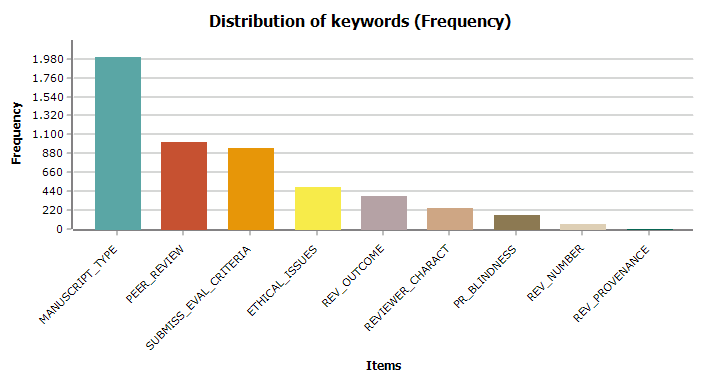 Distribution of keywords (Frequency)
Frequency
1.980
1.760
1.540
1.320
1.100
880
660
440
220
0
MANUSCRIPT_TYPE
PEER_REVIEW
SUBMISS_EVAL_CRITERIA
ETHICAL_ISSUES
REV_OUTCOME
REVIEWER_CHARACT
PR_BLINDNESS
REV_NUMBER
REV_PROVENANCE
Items